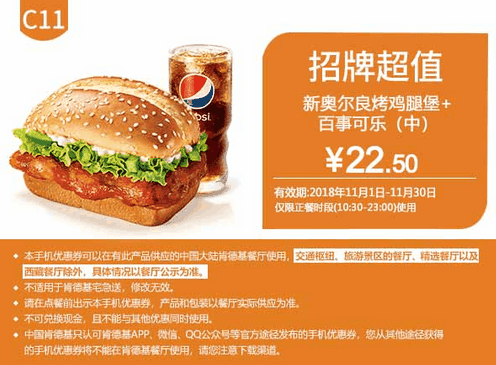 C11
招牌超值
新奥尔良烤鸡腿堡+
百事可乐（中）
¥22.50
有效期:2018年11月1日-11月30日
仅限正餐时段(10:30-23:00)使用
pepsi
本手机优惠券可以在有此产品供应的中国大陆肯德基餐厅使用，交通枢纽、旅游景区的餐厅、精选餐厅以及
西藏餐厅除外，具体情况以餐厅公示为准。
不适用于肯德基宅急送，修改无效。
请在点餐前出示本手机优惠券，产品和包装以餐厅实际供应为准。
不可兑换现金，且不能与其他优惠同时使用。
中国肯德基只认可肯德基APP、微信、QQ公众号等官方途径发布的手机优惠券，您从其他途径获得
的手机优惠券将不能在肯德基餐厅使用，请您注意下载渠道。